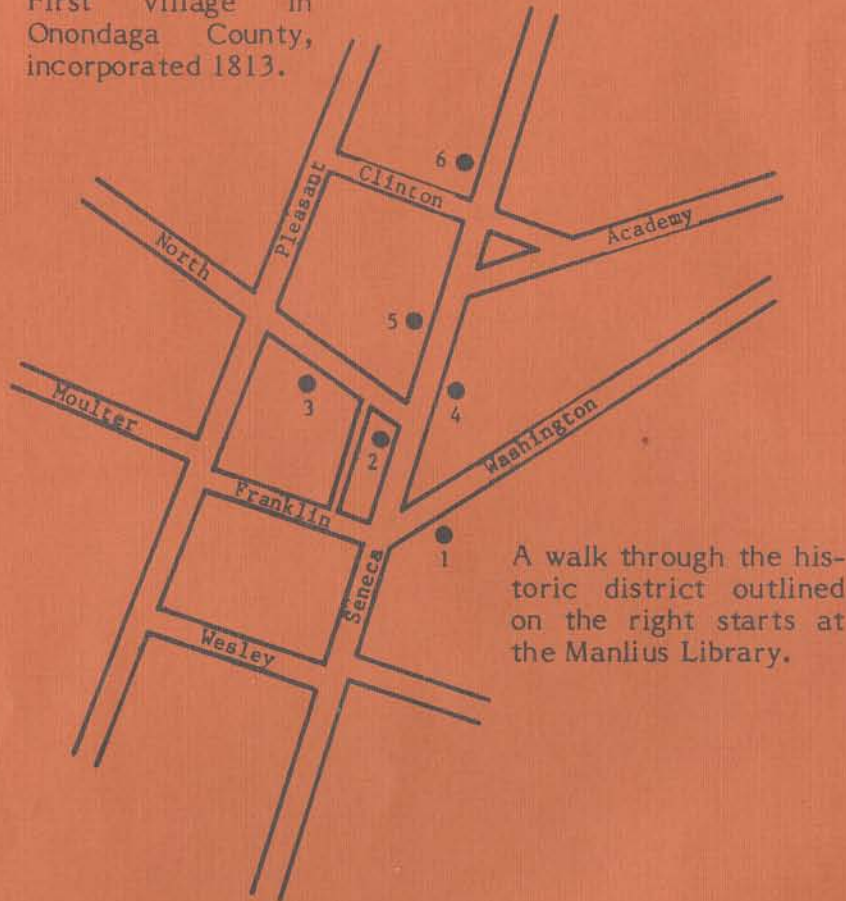 First village in
Onondaga County,
incorporated 1813.
6
Clinton
Pleasant
Academy
North
5
3
4
Moulter
2
Washington
Franklin
1
Seneca
A walk through the his-
toric district outlined
on the right starts at
the Manlius Library.
Wesley